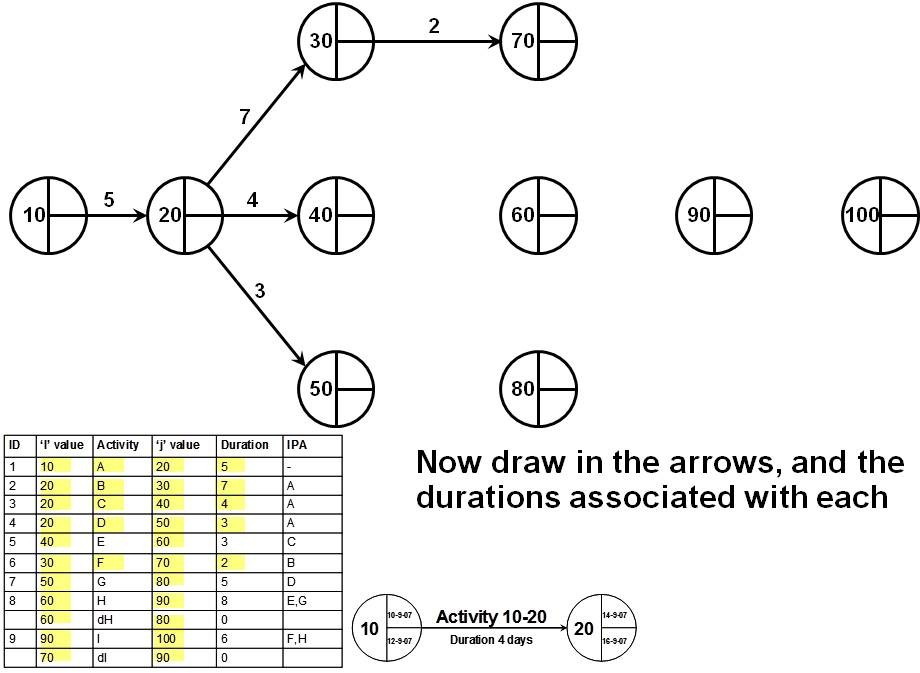 30 2 70
7
10 5 20 4 40 60 90 100
3
50 80
ID ‘I’ value Activity ‘j’ value Duration IPA
1 10 A 20 5 -
2 20 B 30 7 A
3 20 C 40 4 A
4 20 D 50 3 A
5 40 E 60 3 C
6 30 F 70 2 B
7 50 G 80 5 D
8 60 H 90 8 E,G
60 dH 80 0
9 90 I 100 6 F,H
70 dI 90 0
Now draw in the arrows, and the
durations associated with each
10 10-9-07 12-9-07
Activity 10-20
Duration 4 days
20 14-9-07 16-9-07